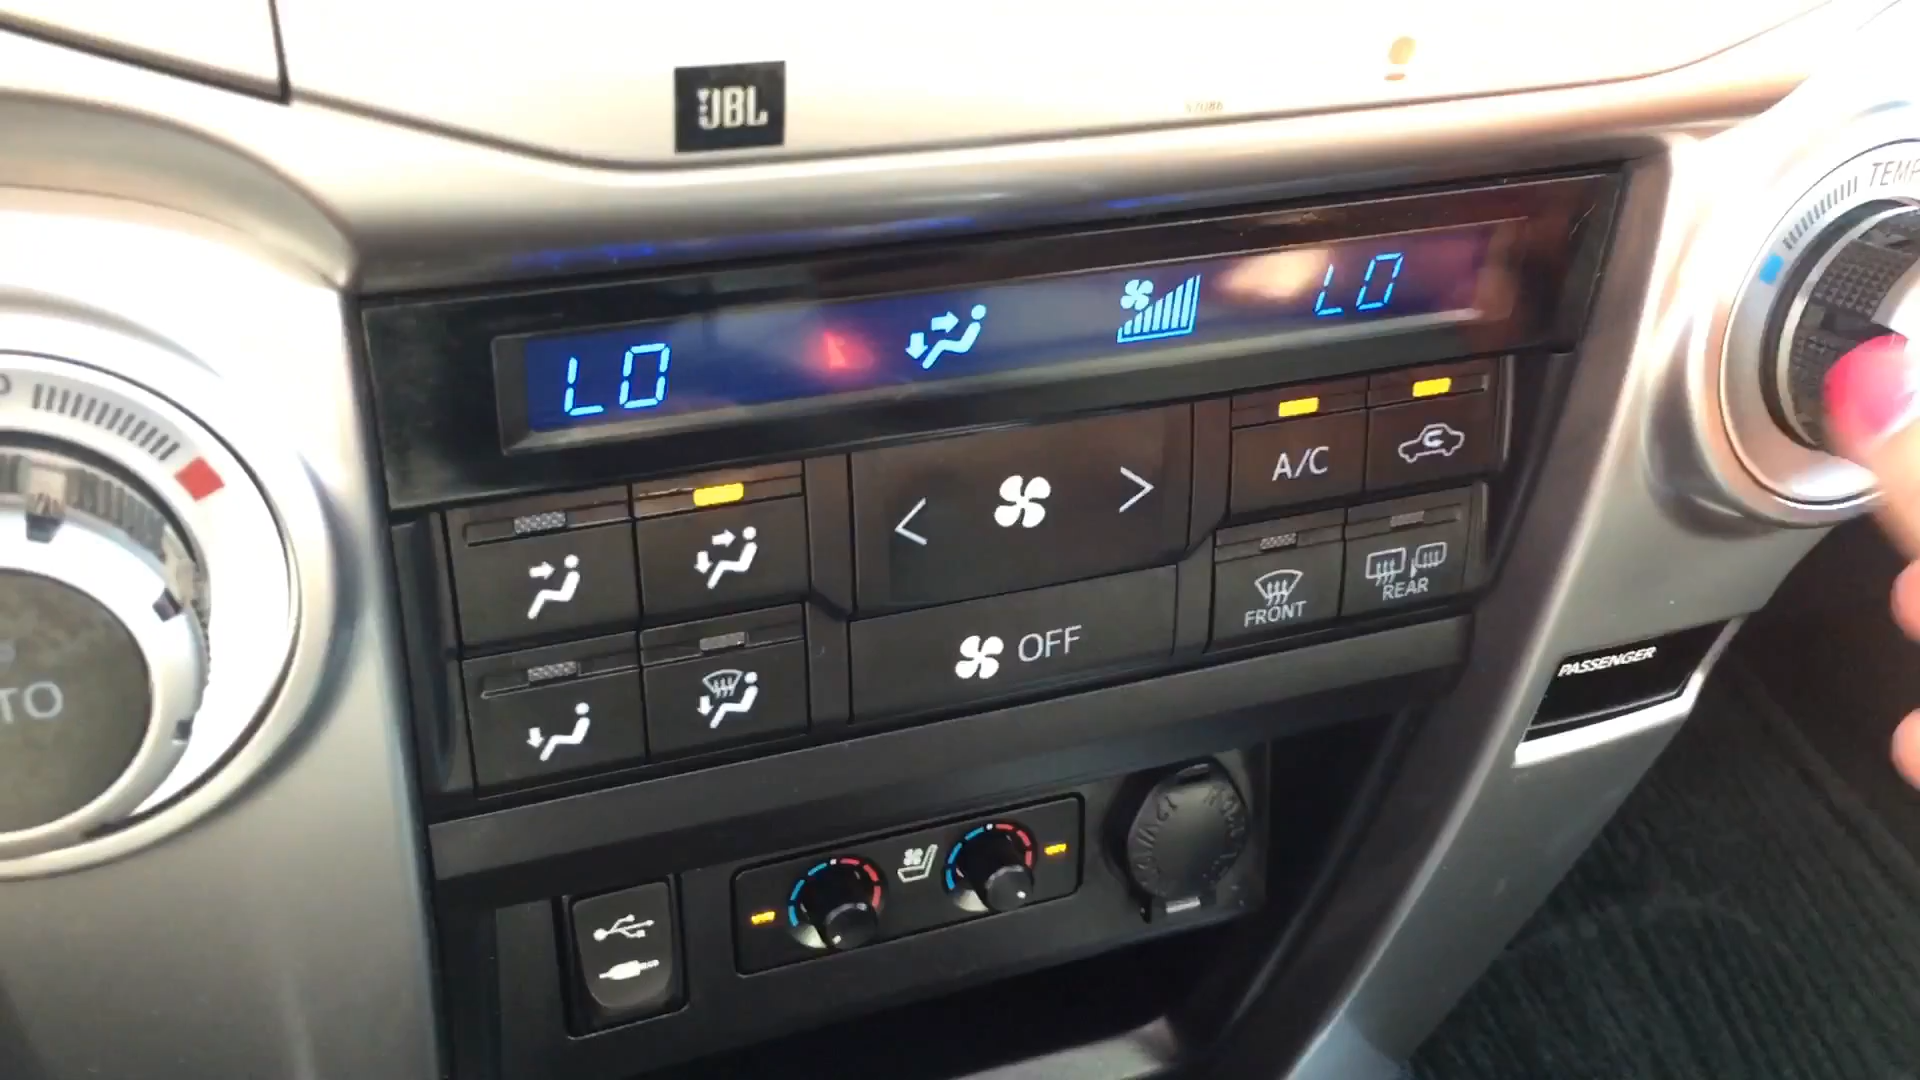 JBL
TEMP
LO
LO
A/C
FRONT
REAR
OFF
PASSENGER